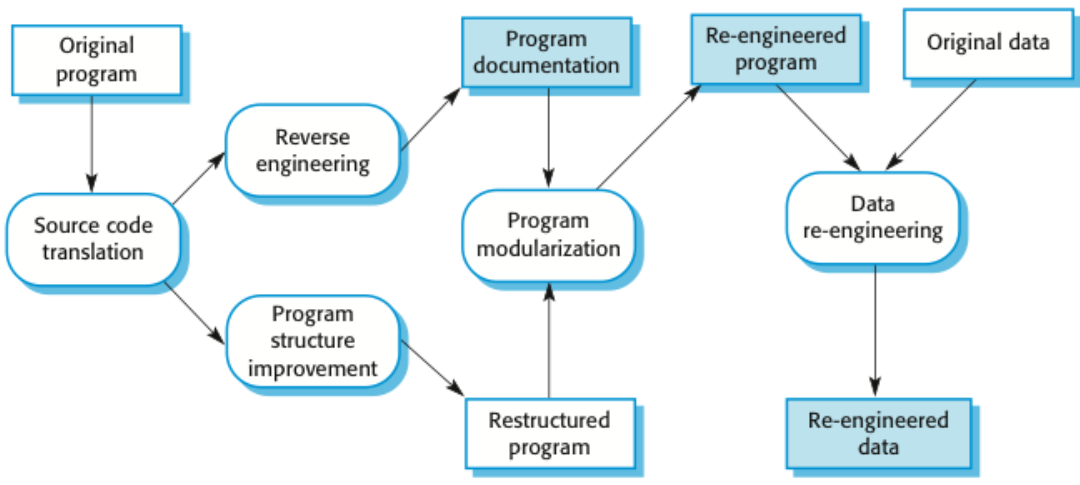 Original
program
Program
documentation
Re-engineered
program
Original data
Reverse
engineering
Source code
translation
Program
modularization
Data
re-engineering
Program
structure
improvement
Restructured
program
Re-engineered
data